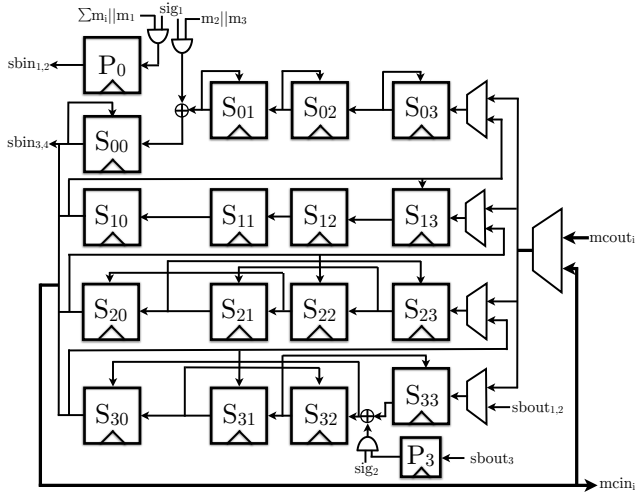 ∑mᵢ||m₁ sig₁ m₂||m₃
sbin₁,₂ P₀
S₀₁ S₀₂ S₀₃
sbin₃,₄ S₀₀
S₁₀ S₁₁ S₁₂ S₁₃
mcoutᵢ
S₂₀ S₂₁ S₂₂ S₂₃
S₃₀ S₃₁ S₃₂ S₃₃ sbout₁,₂
sig₂ P₃ sbout₃
mcinᵢ